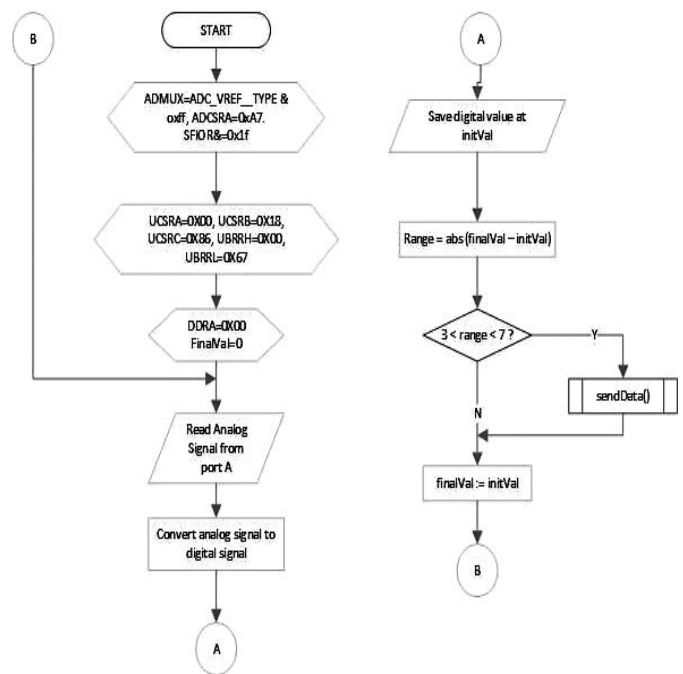 B
START
ADMUX=ADC_VREF__TYPE &
oxff, ADCSRA=0xA7.
SFIOR&=0x1f
UCSRA=0X00, UCSRB=0X18,
UCSRC=0X86, UBRRH=0X00,
UBRRL=0X67
DDRA=0X00
FinalVal=0
Read Analog
Signal from
port A
Convert analog signal to
digital signal
A
A
Save digital value at
initVal
Range = abs(finalVal – initVal)
3 < range < 7 ?
Y
sendData()
N
finalVal := initVal
B